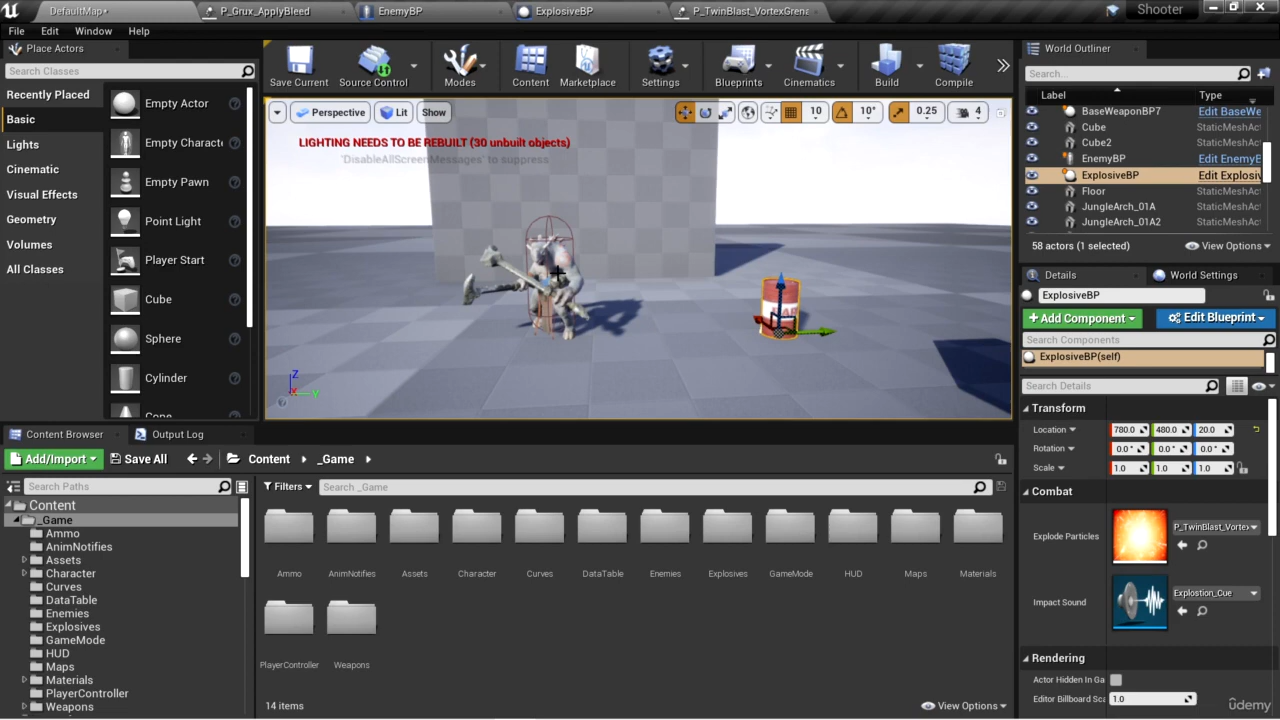 DefaultMap•
P_Grux_ApplyBleed
EnemyBP
ExplosiveBP
P_TwinBlast_VortexGrena
Shooter
File
Edit
Window
Help
Place Actors
Search Classes
Recently Placed
Basic
Lights
Cinematic
Visual Effects
Geometry
Volumes
All Classes
Empty Actor
Empty Charact
Empty Pawn
Point Light
Player Start
Cube
Sphere
Cylinder
Cone
Save Current
Source Control
Modes
Content
Marketplace
Settings
Blueprints
Cinematics
Build
Compile
Perspective
Lit
Show
10
10°
0.25
4
LIGHTING NEEDS TO BE REBUILT (30 unbuilt objects)
'DisableAllScreenMessages' to suppress
Z
Y
World Outliner
Search...
Label
Type
BaseWeaponBP7
Edit BaseWe
Cube
StaticMeshAc
Cube2
StaticMeshAc
EnemyBP
Edit EnemyB
ExplosiveBP
Edit Explosiv
Floor
StaticMeshAc
JungleArch_01A
StaticMeshAc
JungleArch_01A2
StaticMeshAc
58 actors (1 selected)
View Options
Details
World Settings
ExplosiveBP
+Add Component
Edit Blueprint
Search Components
ExplosiveBP(self)
Search Details
Transform
Location
780.0
480.0
20.0
Rotation
0.0°
0.0°
0.0°
Scale
1.0
1.0
1.0
Combat
Explode Particles
P_TwinBlast_Vortex
Impact Sound
Explostion_Cue
Rendering
Actor Hidden In Ga
Editor Billboard Sca
1.0
Content Browser
Output Log
Add/Import
Save All
Content
_Game
Search Paths
Filters
Search _Game
Content
_Game
Ammo
AnimNotifies
Assets
Character
Curves
DataTable
Enemies
Explosives
GameMode
HUD
Maps
Materials
PlayerController
Weapons
Ammo
AnimNotifies
Assets
Character
Curves
DataTable
Enemies
Explosives
GameMode
HUD
Maps
Materials
PlayerController
Weapons
14 items
View Options
udemy